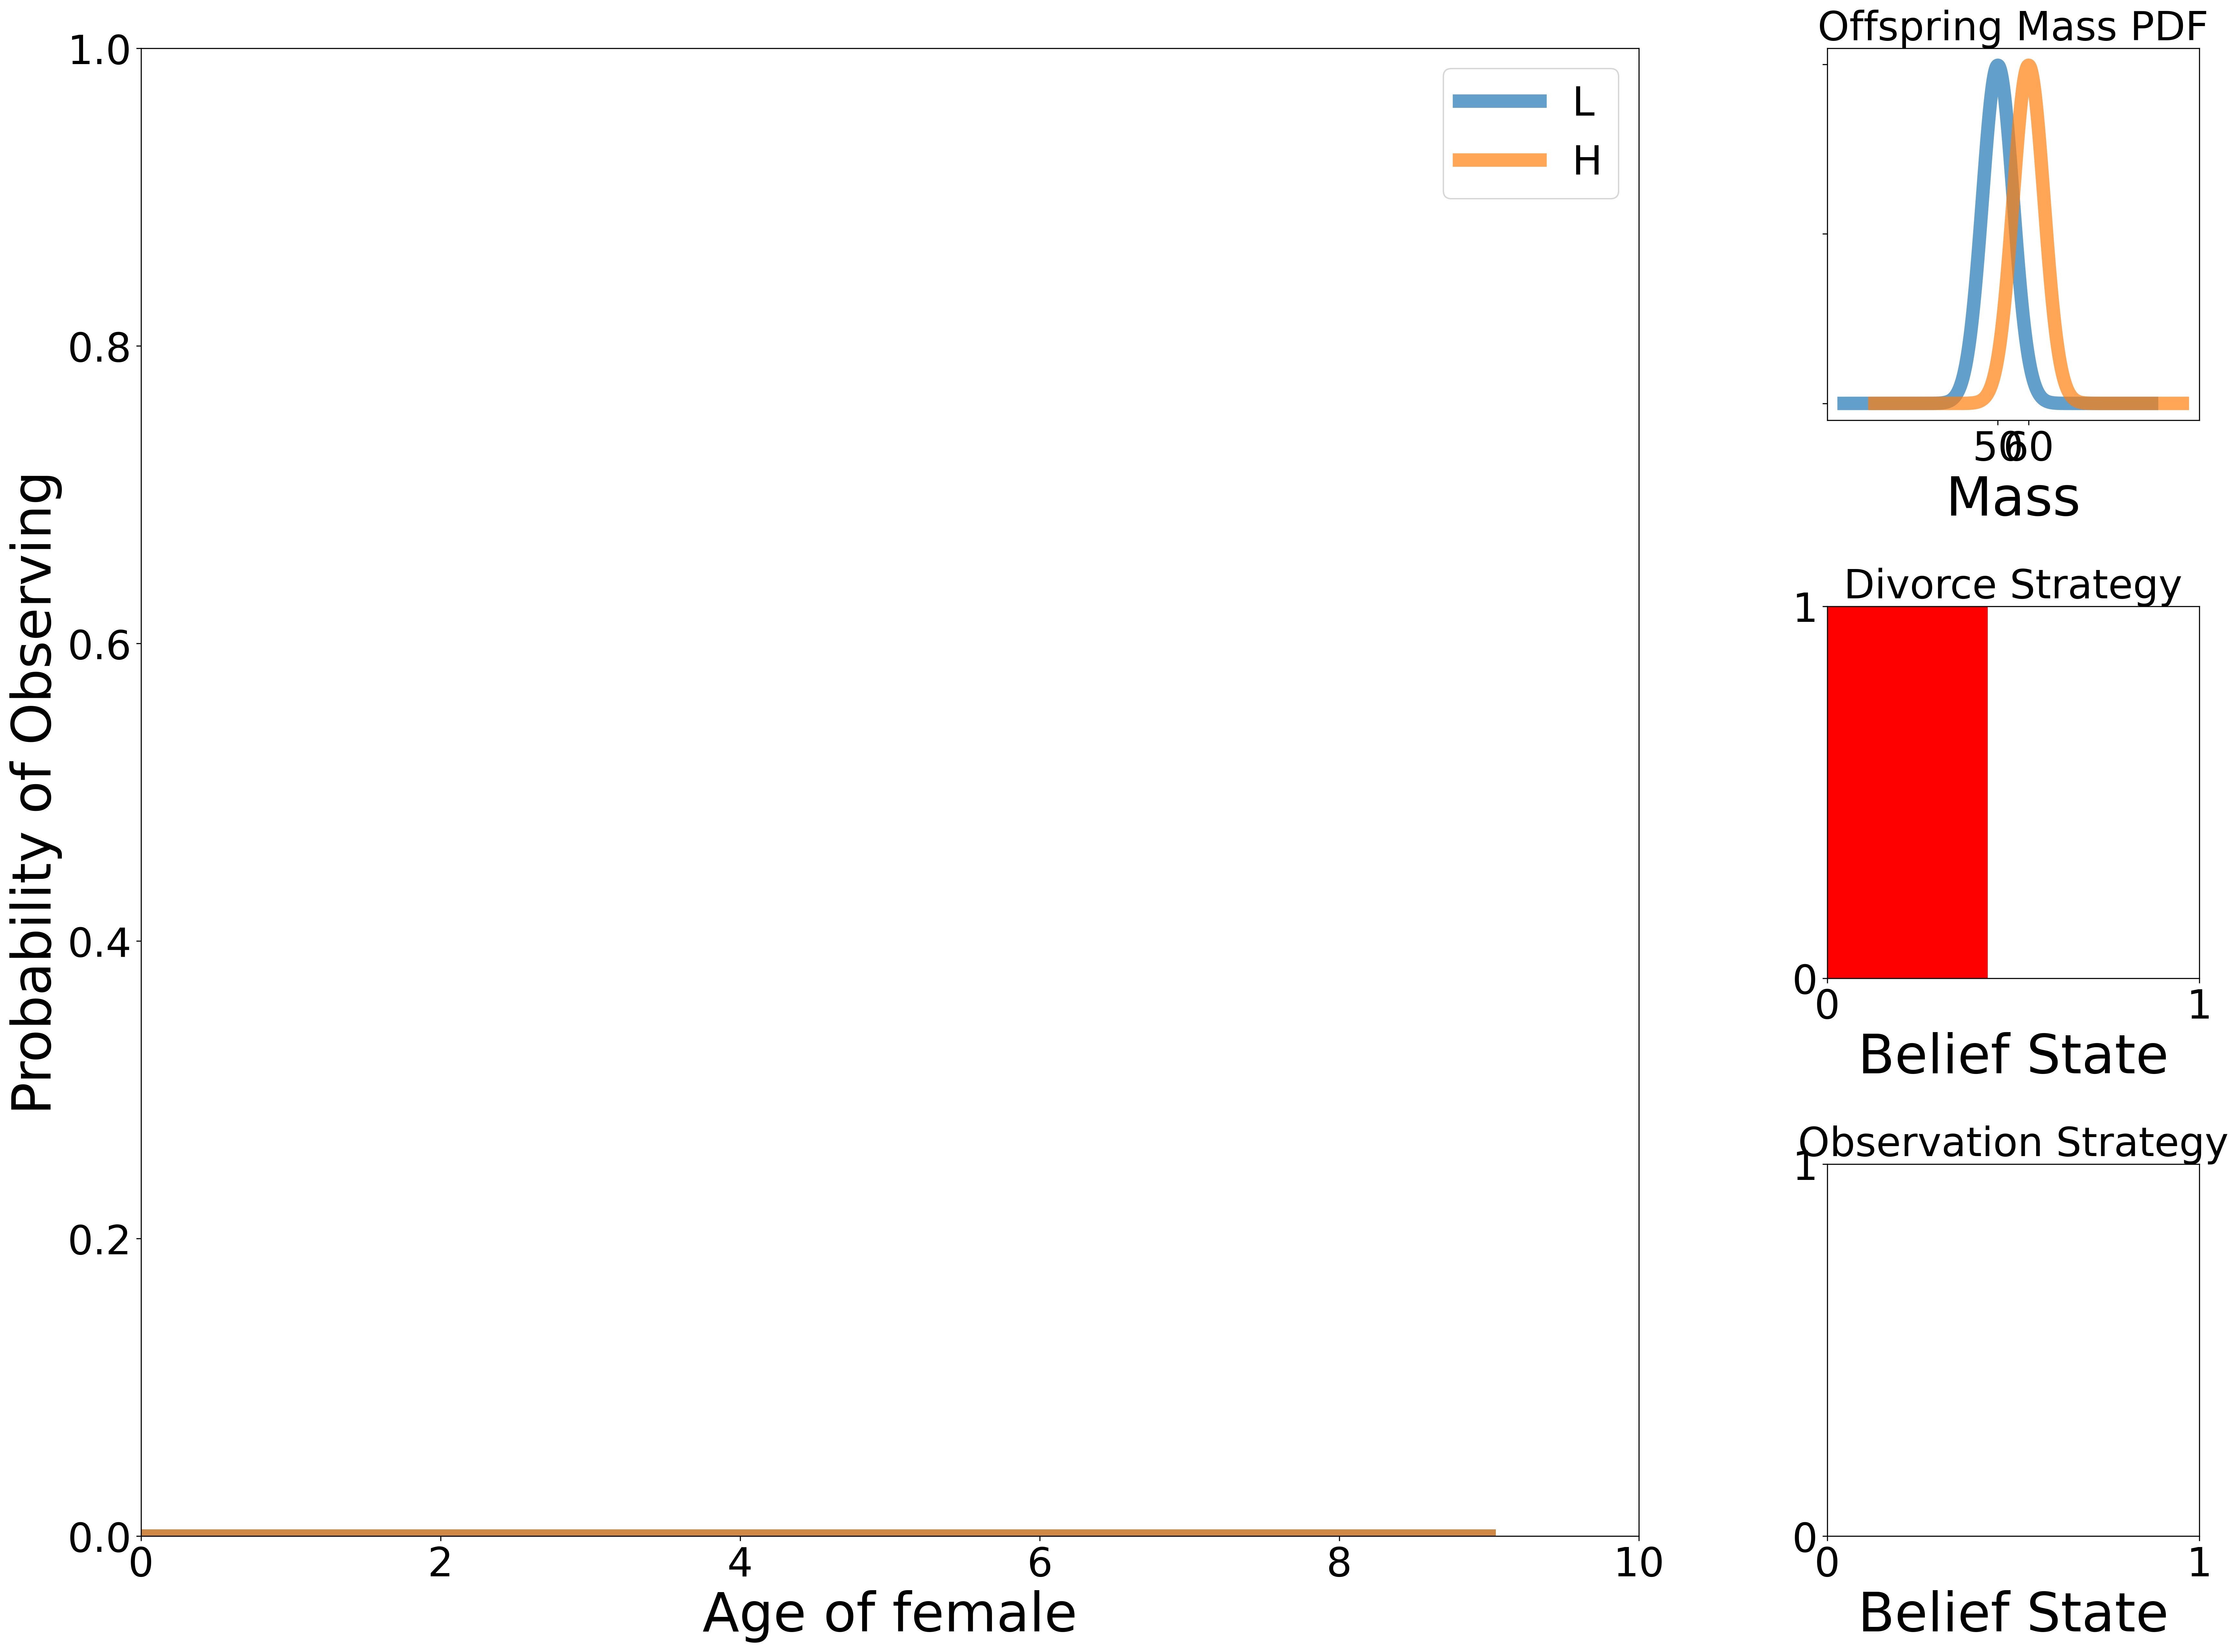 Probability of Observing
1.0
0.8
0.6
0.4
0.2
0.0
0 2 4 6 8 10
Age of female
L
H
Offspring Mass PDF
50 60
Mass
Divorce Strategy
1
0
0 1
Belief State
Observation Strategy
1
0
0 1
Belief State